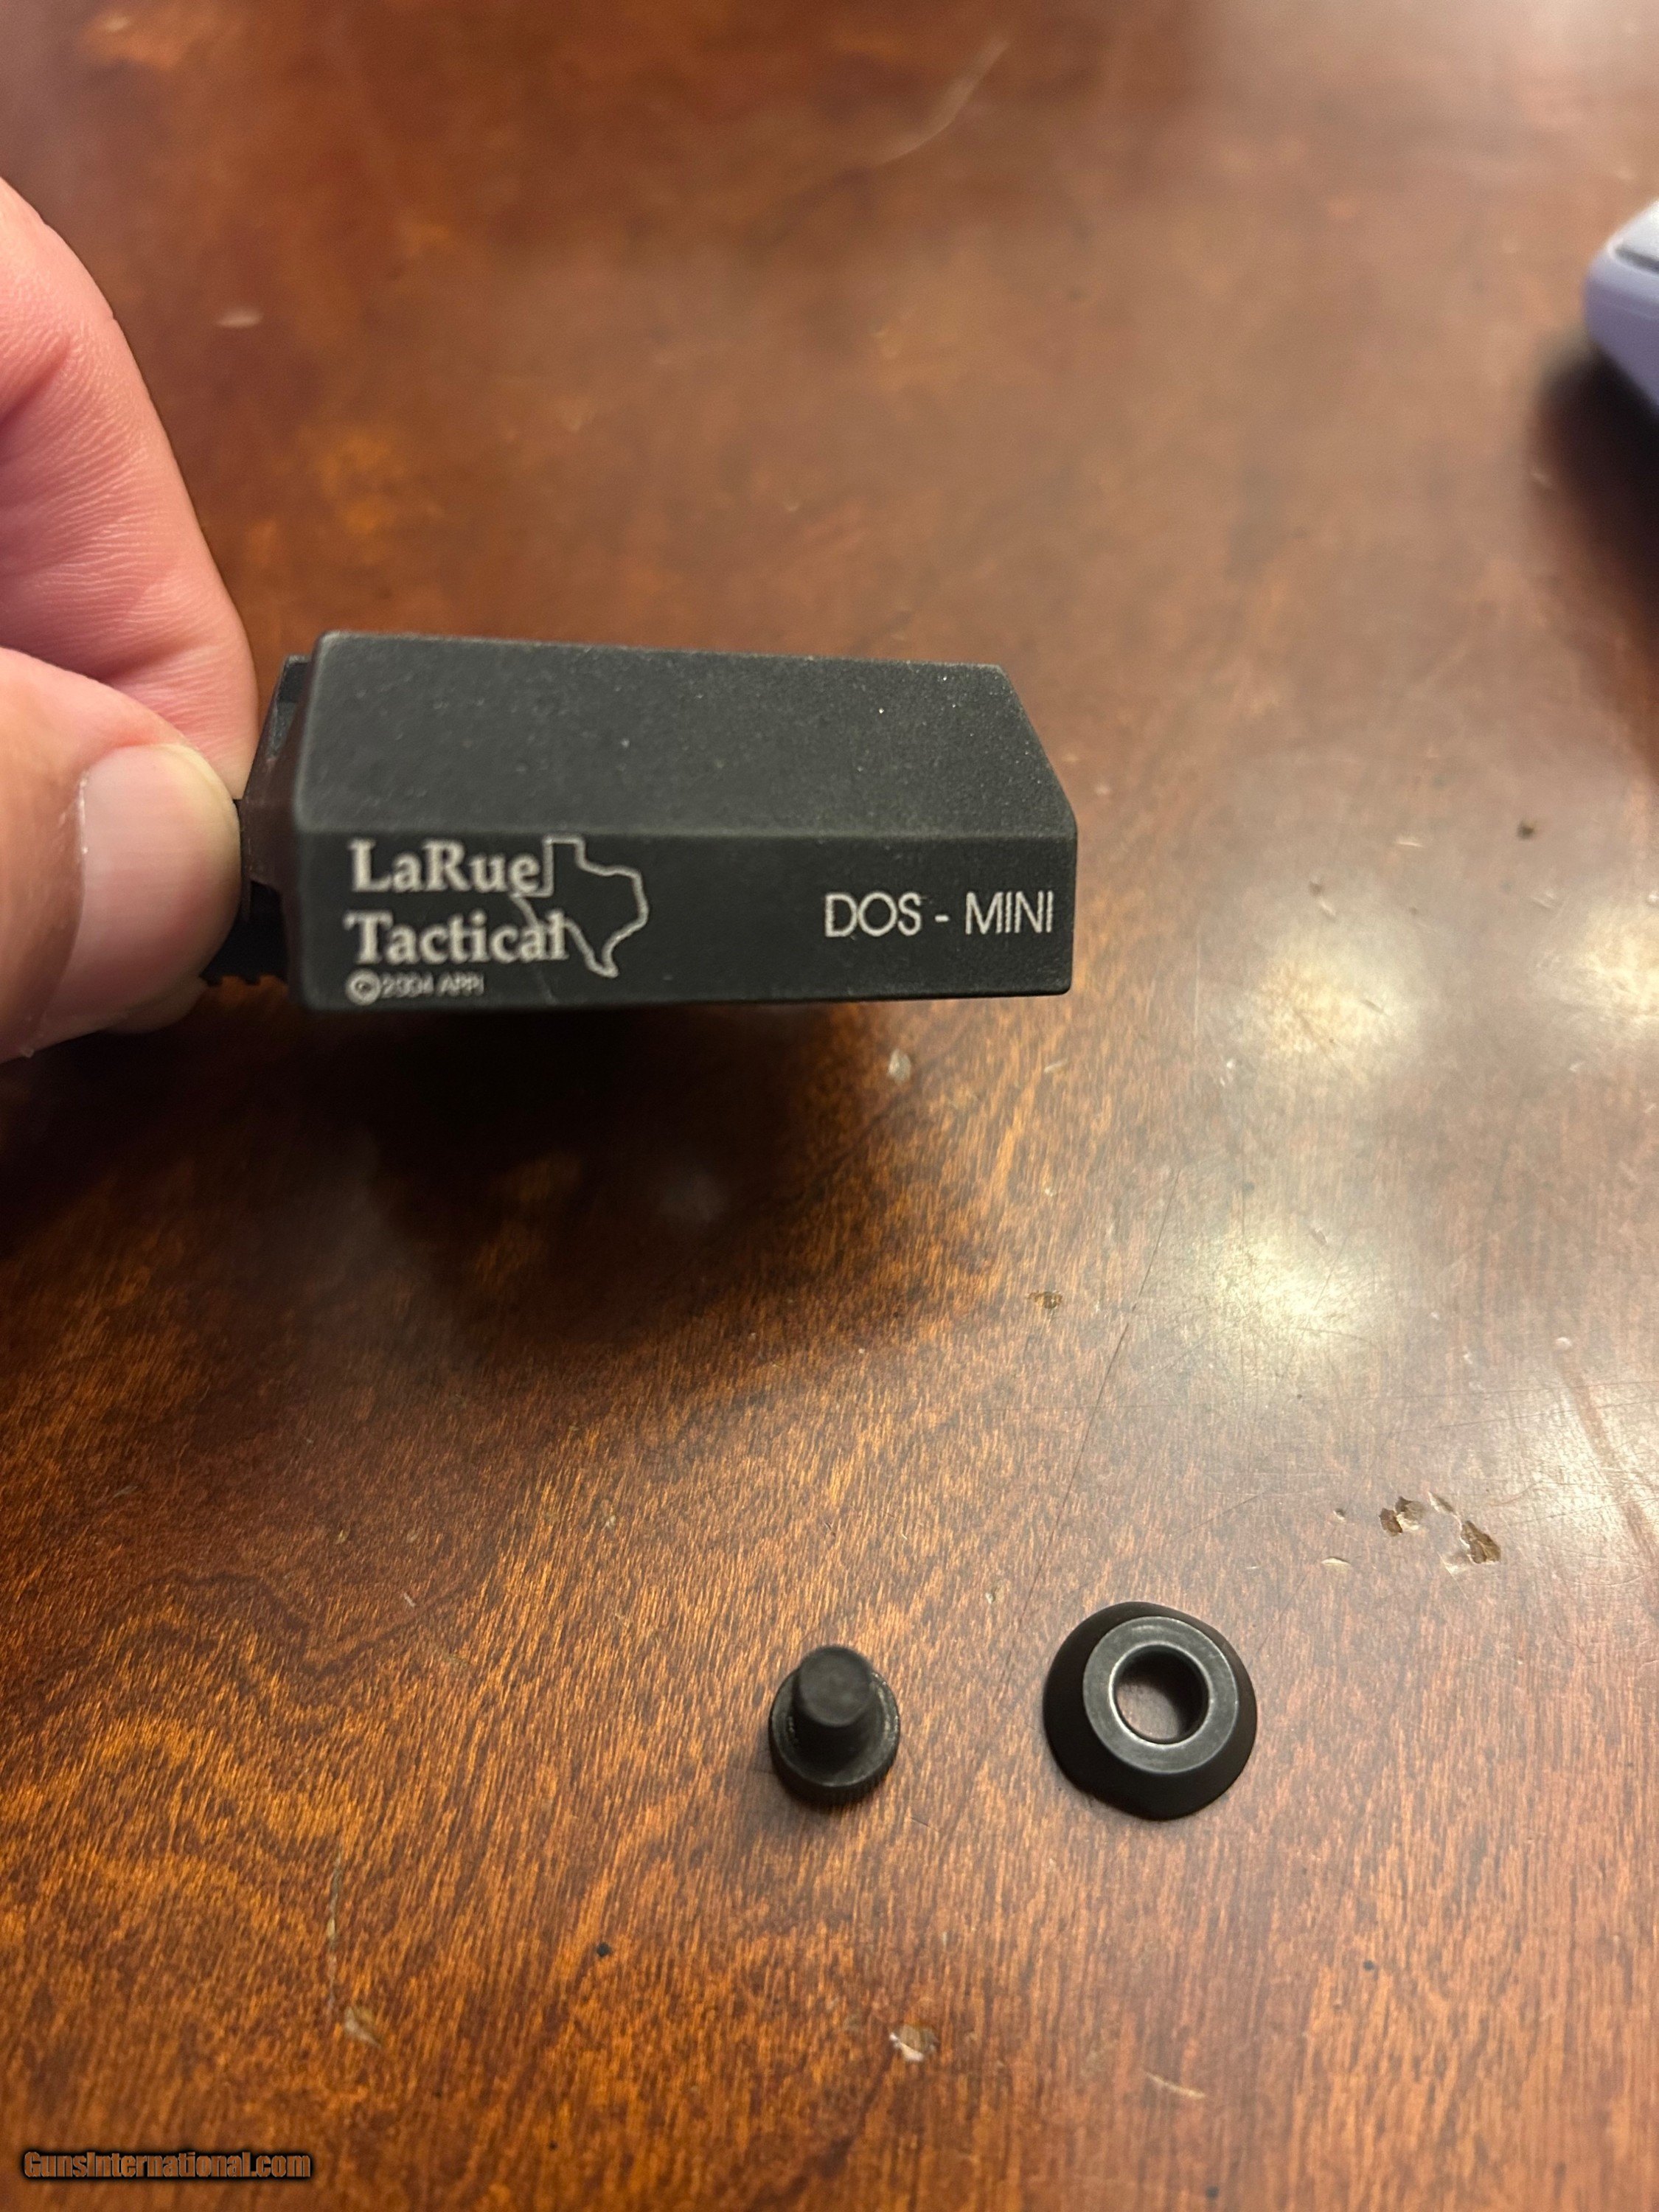 LaRue
Tactical
©2004 APPI
DOS - MINI
GunsInternational.com